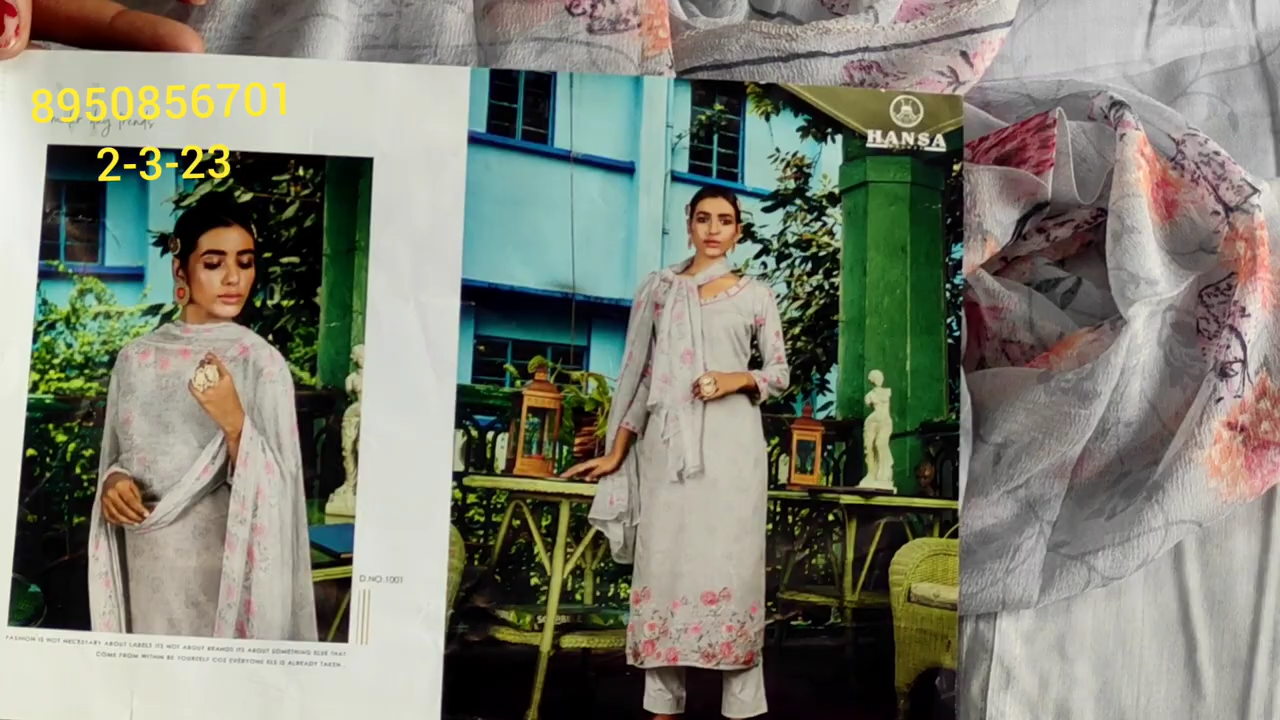 8950856701
2-3-23
HANSA
D.NO.1001
FASHION IS NOT NECESSARY ABOUT LABELS ITS NOT ABOUT BRANDS ITS ABOUT SOMETHING ELSE THAT
COME FROM WITHIN BE YOURSELF COZ EVERYONE ELS IS ALREADY TAKEN..